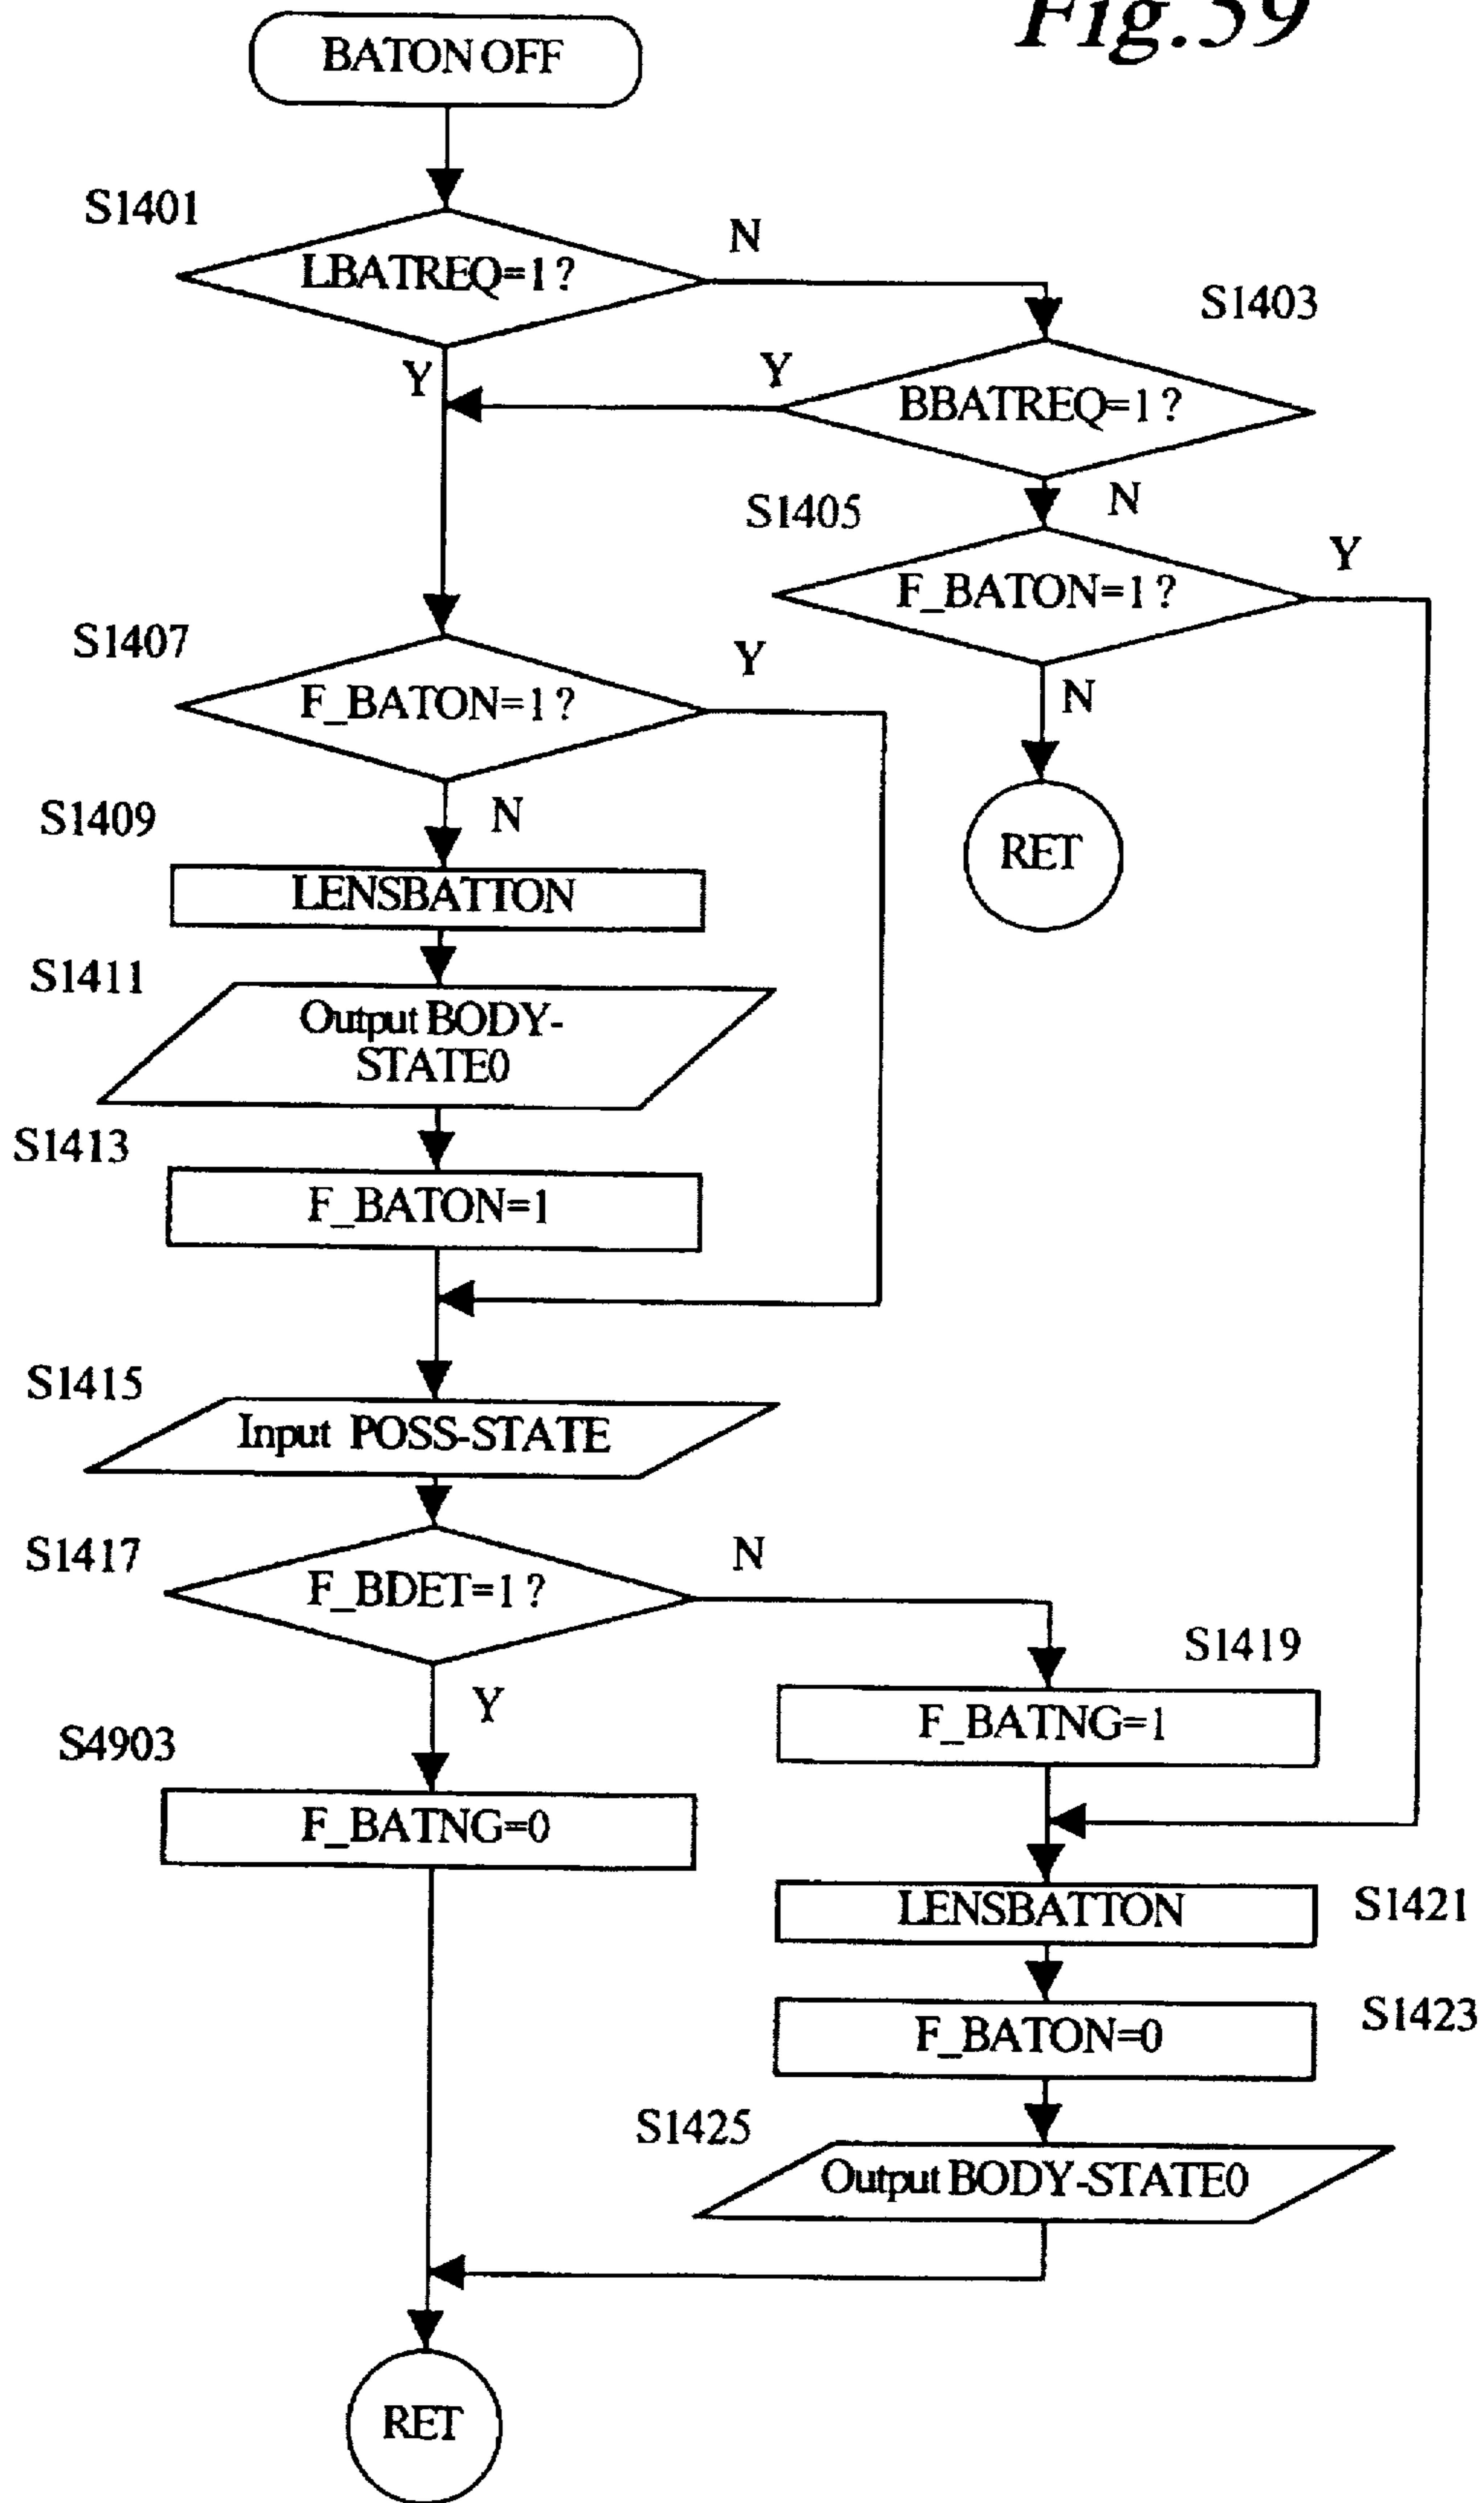 Fig.59
BATON OFF
S1401
LBATREQ=1?
N
S1403
Y
Y
BBATREQ=1?
S1405
N
F_BATON=1?
Y
S1407
F_BATON=1?
Y
N
S1409
N
RET
LENSBATTON
S1411
Output BODY-
STATE0
S1413
F_BATON=1
S1415
Input POSS-STATE
S1417
F_BDET=1?
N
S1419
Y
F_BATNG=1
S4903
F_BATNG=0
LENSBATTON
S1421
F_BATON=0
S1423
S1425
Output BODY-STATE0
RET